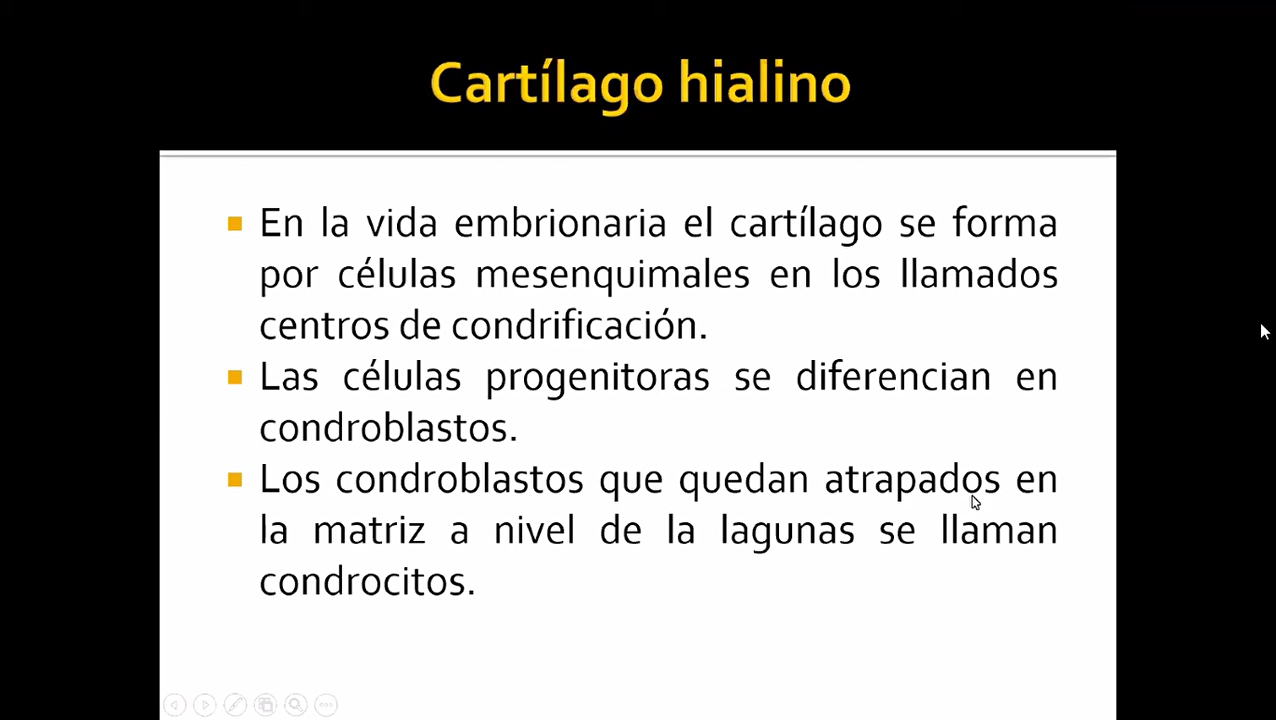 Cartílago hialino
En la vida embrionaria el cartílago se forma
por células mesenquimales en los llamados
centros de condrificación.
Las células progenitoras se diferencian en
condroblastos.
Los condroblastos que quedan atrapados en
la matriz a nivel de la lagunas se llaman
condrocitos.